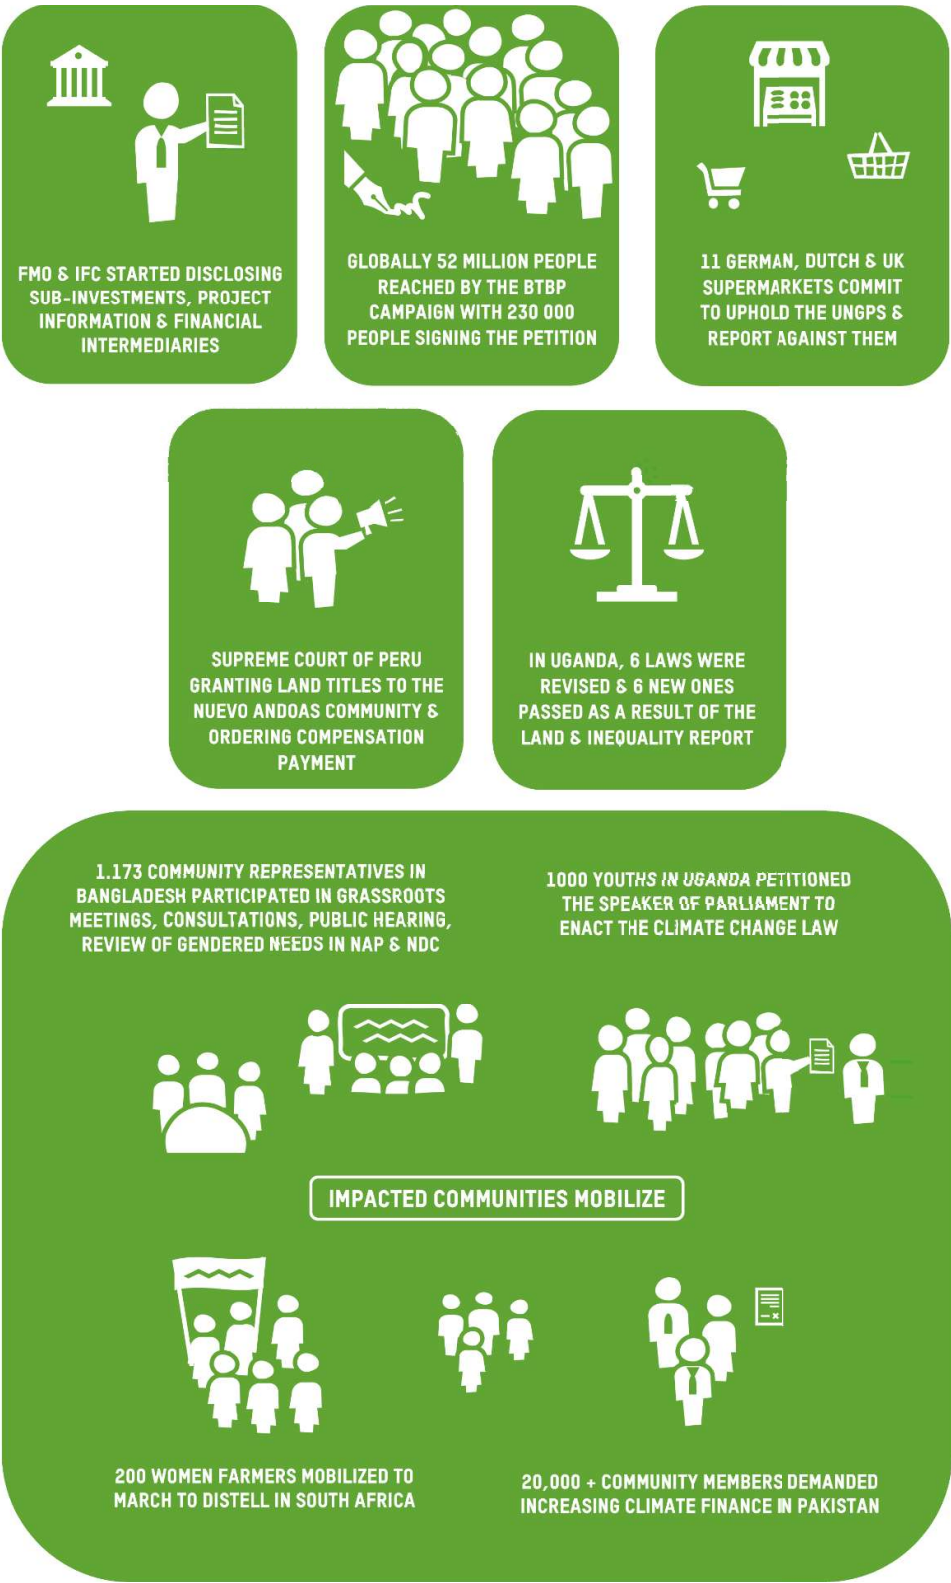 FMO & IFC STARTED DISCLOSING
SUB-INVESTMENTS, PROJECT
INFORMATION & FINANCIAL
INTERMEDIARIES
GLOBALLY 52 MILLION PEOPLE
REACHED BY THE BTBP
CAMPAIGN WITH 230 000
PEOPLE SIGNING THE PETITION
11 GERMAN, DUTCH & UK
SUPERMARKETS COMMIT
TO UPHOLD THE UNGPS &
REPORT AGAINST THEM
SUPREME COURT OF PERU
GRANTING LAND TITLES TO THE
NUEVO ANDOAS COMMUNITY &
ORDERING COMPENSATION
PAYMENT
IN UGANDA, 6 LAWS WERE
REVISED & 6 NEW ONES
PASSED AS A RESULT OF THE
LAND & INEQUALITY REPORT
1.173 COMMUNITY REPRESENTATIVES IN
BANGLADESH PARTICIPATED IN GRASSROOTS
MEETINGS, CONSULTATIONS, PUBLIC HEARING,
REVIEW OF GENDERED NEEDS IN NAP & NDC
1000 YOUTHS IN UGANDA PETITIONED
THE SPEAKER OF PARLIAMENT TO
ENACT THE CLIMATE CHANGE LAW
IMPACTED COMMUNITIES MOBILIZE
200 WOMEN FARMERS MOBILIZED TO
MARCH TO DISTELL IN SOUTH AFRICA
20,000 + COMMUNITY MEMBERS DEMANDED
INCREASING CLIMATE FINANCE IN PAKISTAN